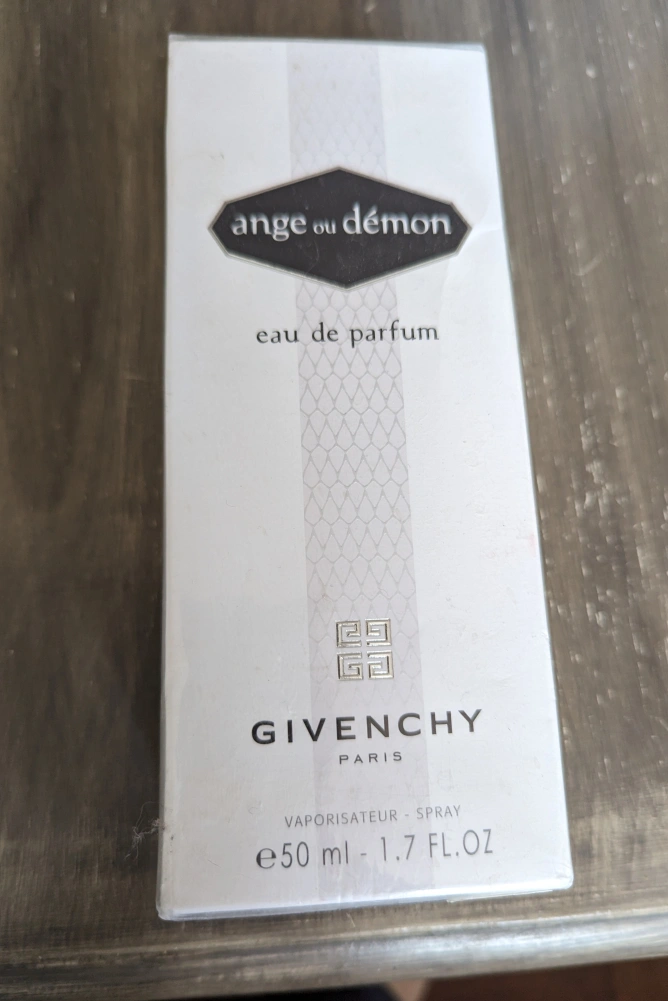 ange ou démon
eau de parfum
GIVENCHY
PARIS
VAPORISATEUR - SPRAY
℮50 ml - 1.7 FL.OZ